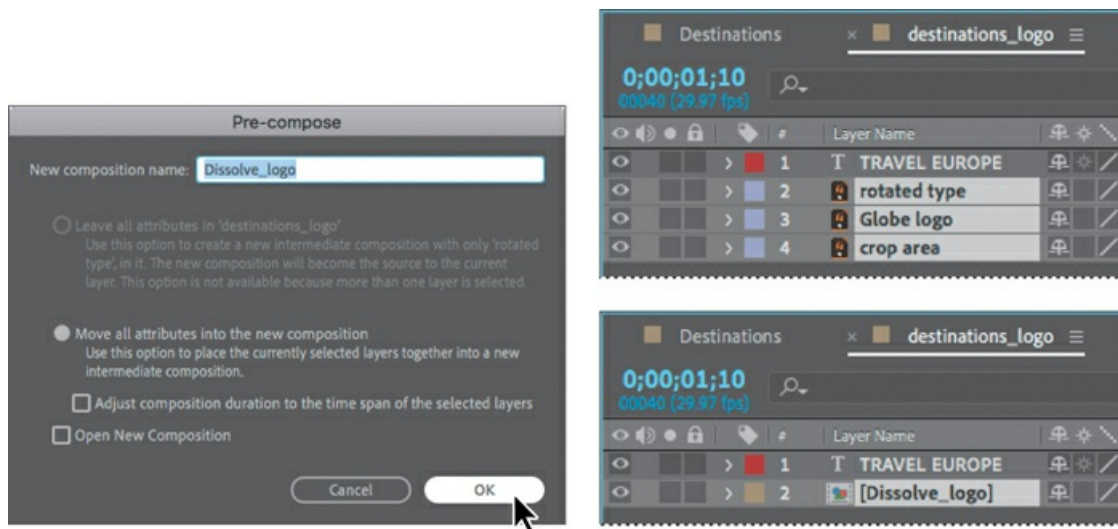 Pre-compose
New composition name: Dissolve_logo
Leave all attributes in 'destinations_logo'
Use this option to create a new intermediate composition with only 'rotated
type', in it. The new composition will become the source to the current
layer. This option is not available because more than one layer is selected.
Move all attributes into the new composition
Use this option to place the currently selected layers together into a new
intermediate composition.
Adjust composition duration to the time span of the selected layers
Open New Composition
Cancel OK
Destinations × destinations_logo
0;00;01;10
00040 (29.97 fps)
# Layer Name
1 T TRAVEL EUROPE
2 rotated type
3 Globe logo
4 crop area
Destinations × destinations_logo
0;00;01;10
00040 (29.97 fps)
# Layer Name
1 T TRAVEL EUROPE
2 [Dissolve_logo]